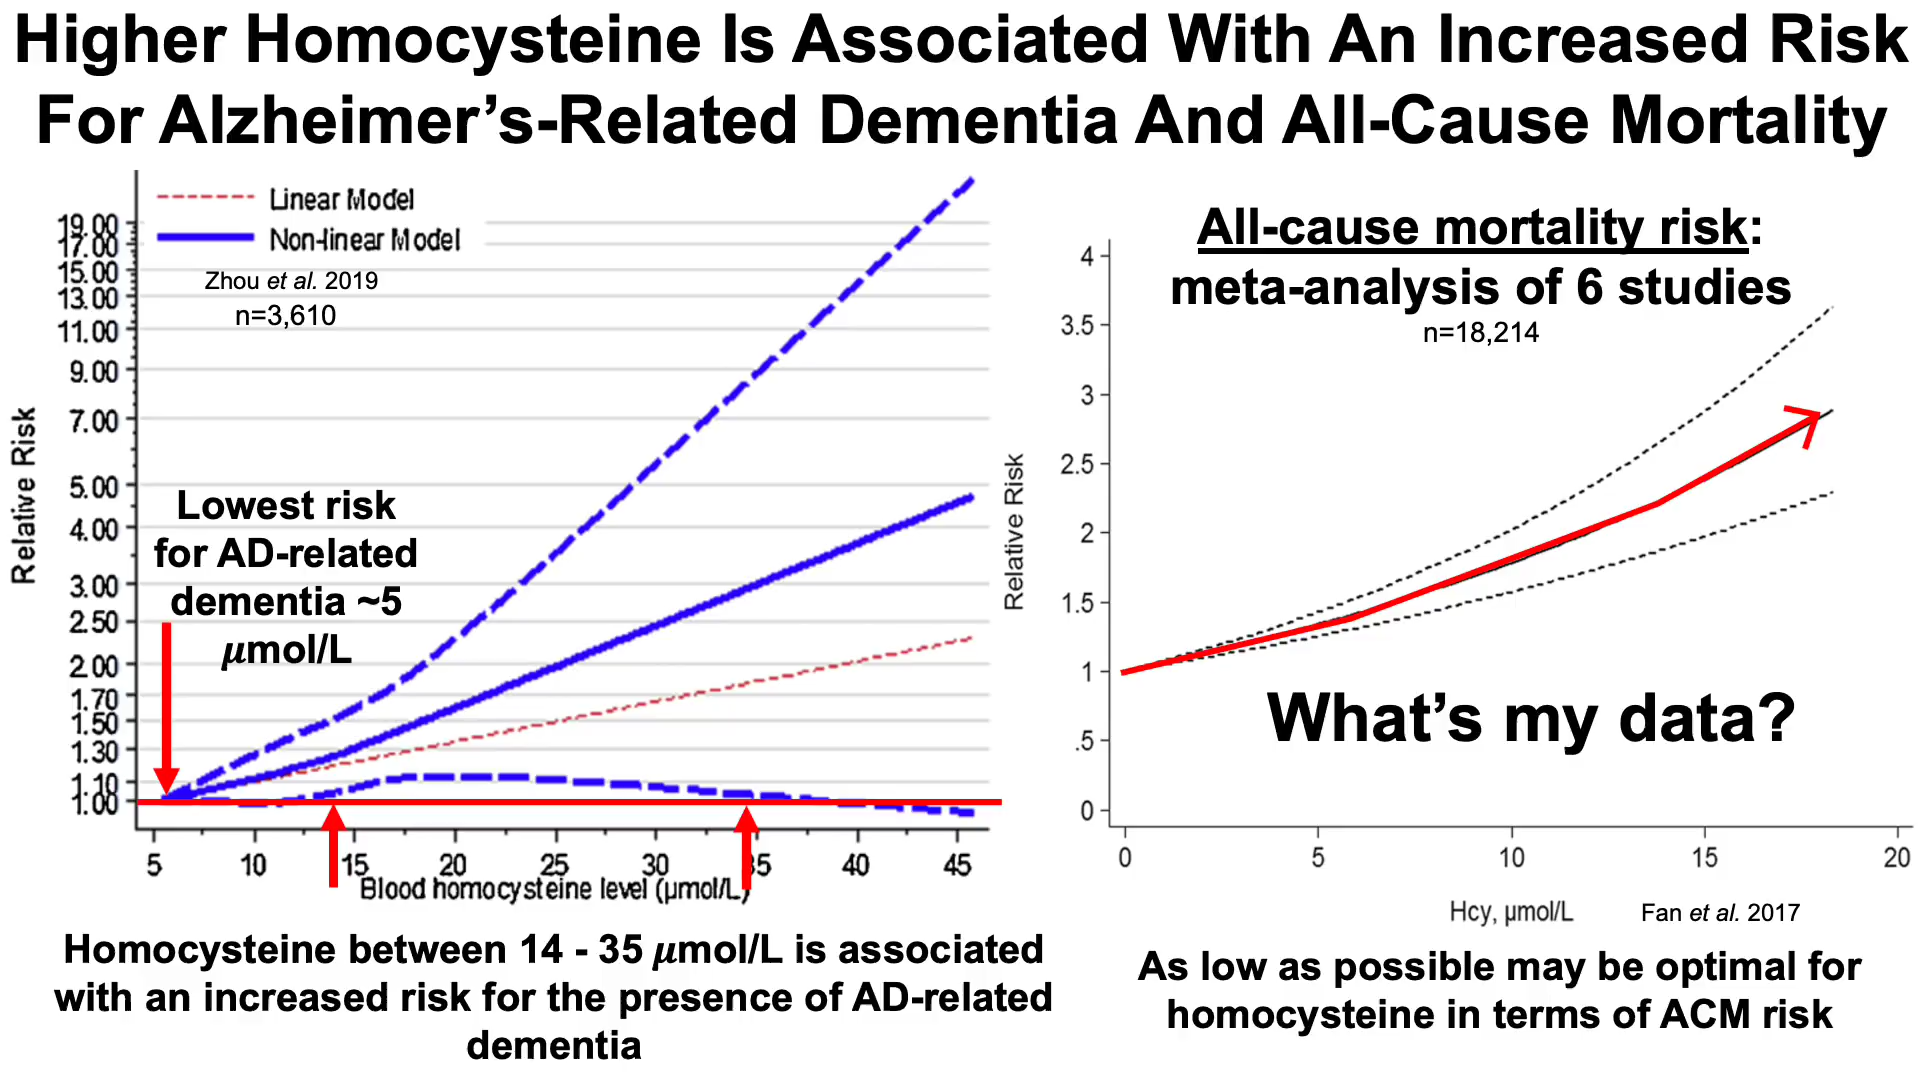 Higher Homocysteine Is Associated With An Increased Risk
For Alzheimer's-Related Dementia And All-Cause Mortality
Linear Model
Non-linear Model
Zhou et al. 2019
n=3,610
19.00
17.00
15.00
13.00
11.00
9.00
7.00
5.00
4.00
3.00
2.50
2.00
1.70
1.50
1.30
1.10
1.00
Relative Risk
Lowest risk
for AD-related
dementia ~5
µmol/L
5 10 15 20 25 30 35 40 45
Blood homocysteine level (µmol/L)
Homocysteine between 14 - 35 µmol/L is associated
with an increased risk for the presence of AD-related
dementia
All-cause mortality risk:
meta-analysis of 6 studies
n=18,214
4
3.5
3
2.5
2
1.5
1
.5
0
Relative Risk
What's my data?
0 5 10 15 20
Hcy, µmol/L
Fan et al. 2017
As low as possible may be optimal for
homocysteine in terms of ACM risk